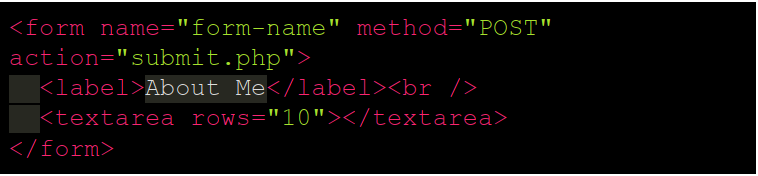 <form name="form-name" method="POST"
action="submit.php">
  <label>About Me</label><br />
  <textarea rows="10"></textarea>
</form>